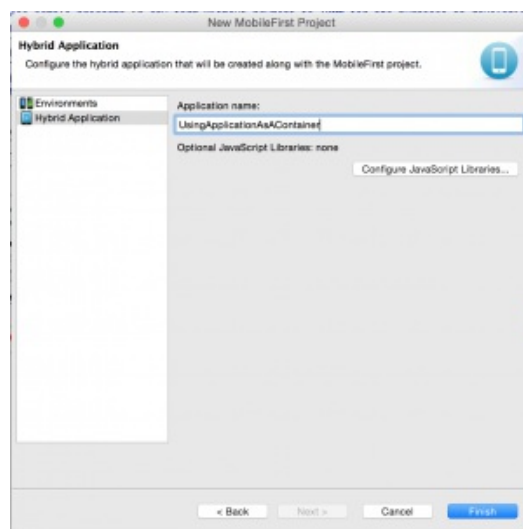 New MobileFirst Project
Hybrid Application
Configure the hybrid application that will be created along with the MobileFirst project.
Environments
Hybrid Application
Application name:
UsingApplicationAsAContainer
Optional JavaScript Libraries: none
Configure JavaScript Libraries...
< Back
Next >
Cancel
Finish